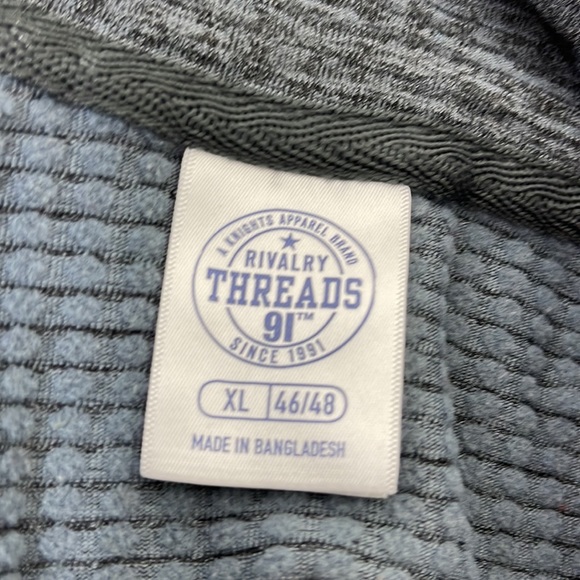 A KNIGHTS APPAREL BRAND
RIVALRY
THREADS
91™
SINCE 1991
XL 46/48
MADE IN BANGLADESH